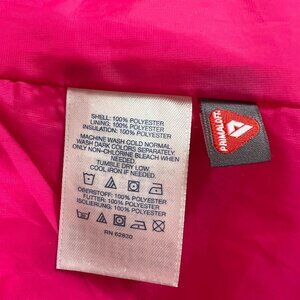 SHELL: 100% POLYESTER
LINING: 100% POLYESTER
INSULATION: 100% POLYESTER
MACHINE WASH COLD NORMAL
WASH DARK COLORS SEPARATELY
ONLY NON-CHLORINE BLEACH WHEN
NEEDED
TUMBLE DRY LOW
COOL IRON IF NEEDED
OBERSTOFF: 100% POLYESTER
FUTTER: 100% POLYESTER
ISOLIERUNG: 100% POLYESTER
RN 62820
PRIMALOFT